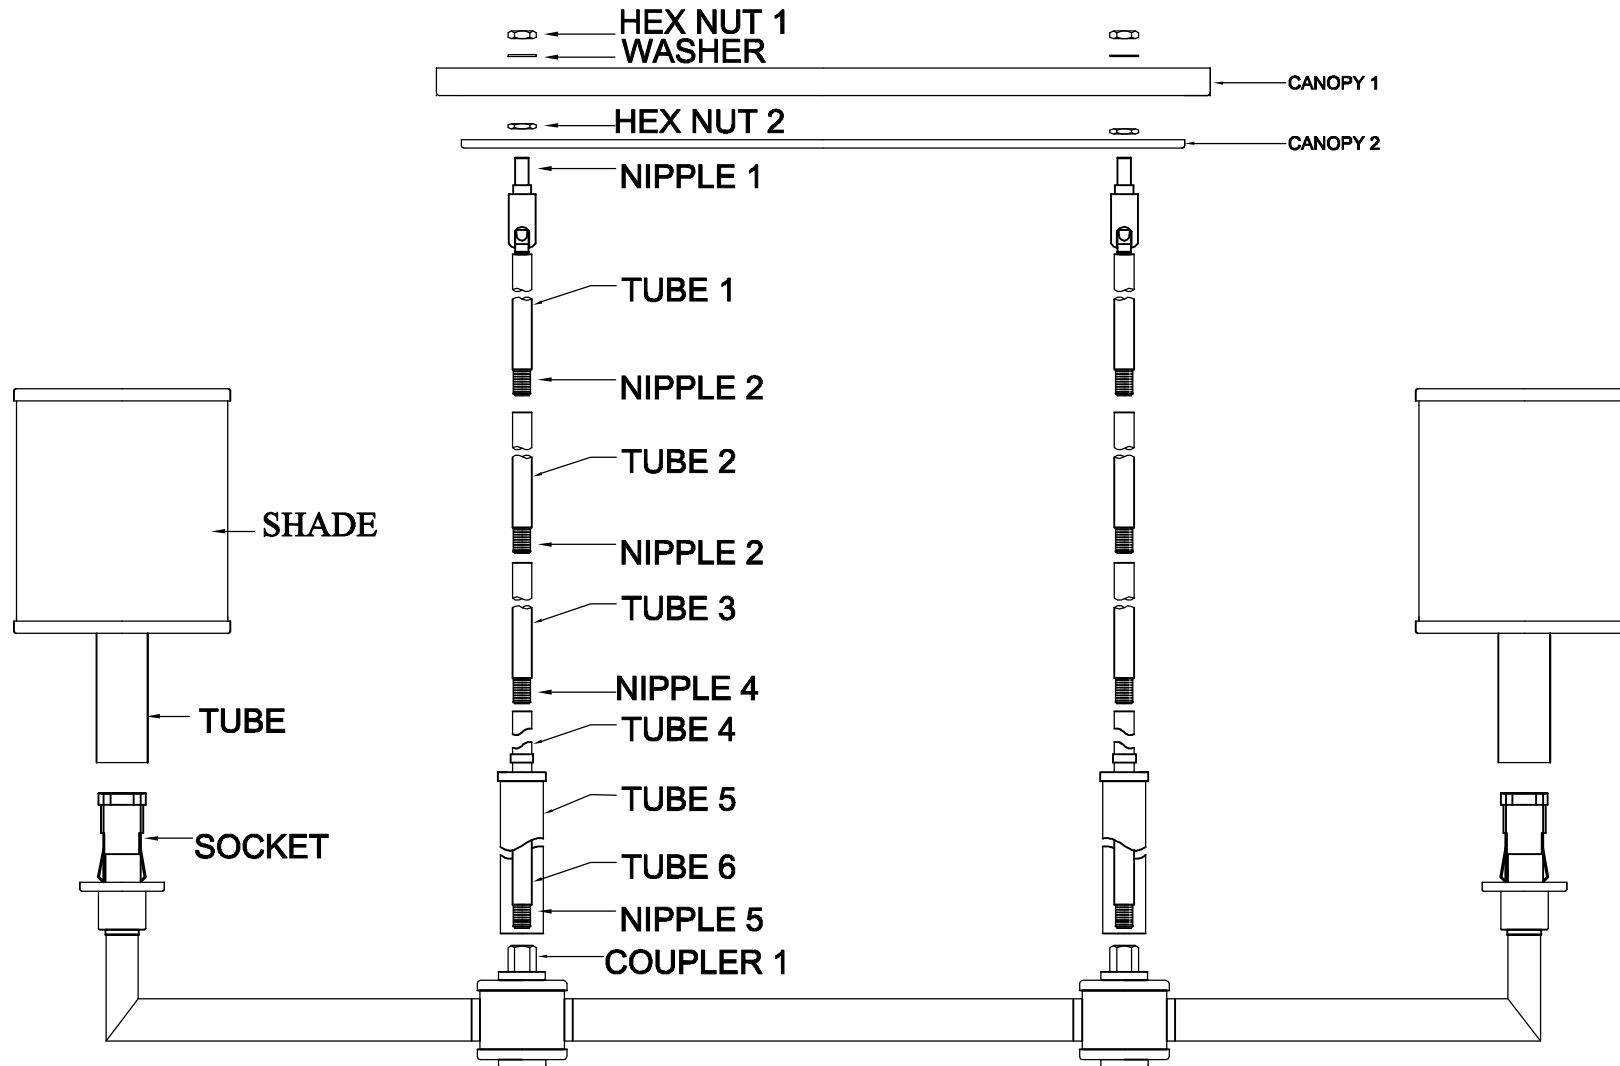 HEX NUT 1
WASHER
CANOPY 1
HEX NUT 2
CANOPY 2
NIPPLE 1
TUBE 1
NIPPLE 2
TUBE 2
SHADE
NIPPLE 2
TUBE 3
NIPPLE 4
TUBE
TUBE 4
TUBE 5
SOCKET
TUBE 6
NIPPLE 5
COUPLER 1